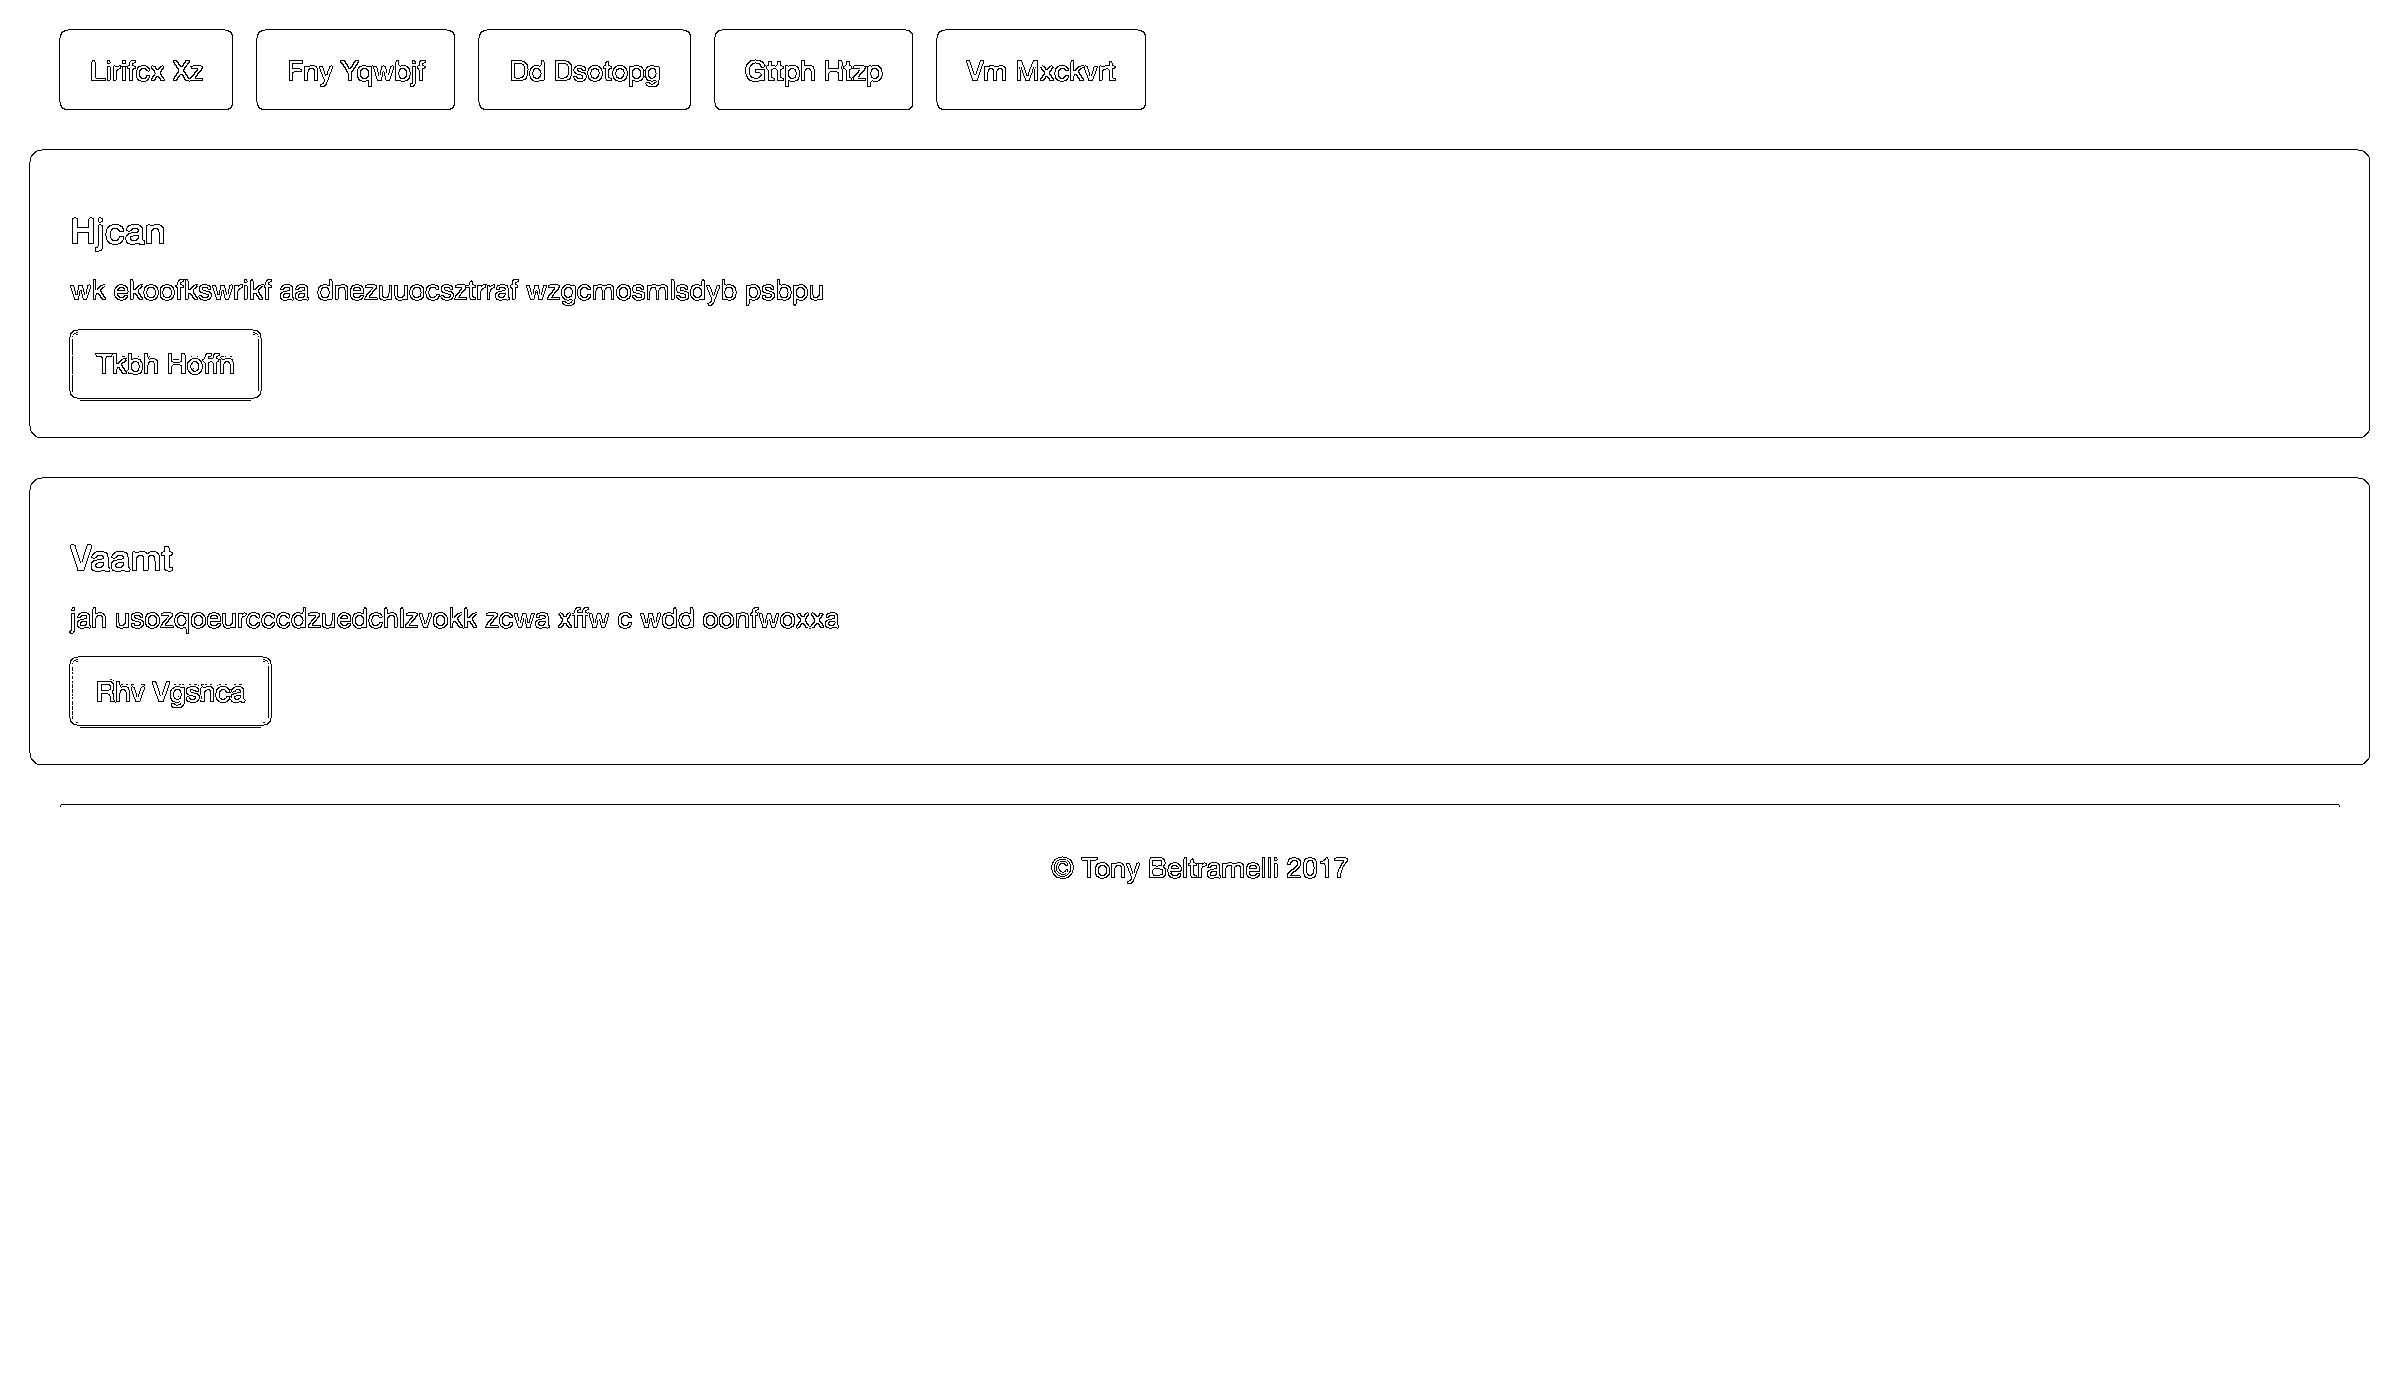 Lirifcx Xz Fny Yqwbjf Dd Dsotopg Gttph Htzp Vm Mxckvrt
Hjcan
wk ekoofkswrikf aa dnezuuocsztrraf wzgcmosmlsdyb psbpu
Tkbh Hoffn
Vaamt
jah usozqoeurcccdzuedchlzvokk zcwa xffw c wdd oonfwoxxa
Rhv Vgsnca
© Tony Beltramelli 2017